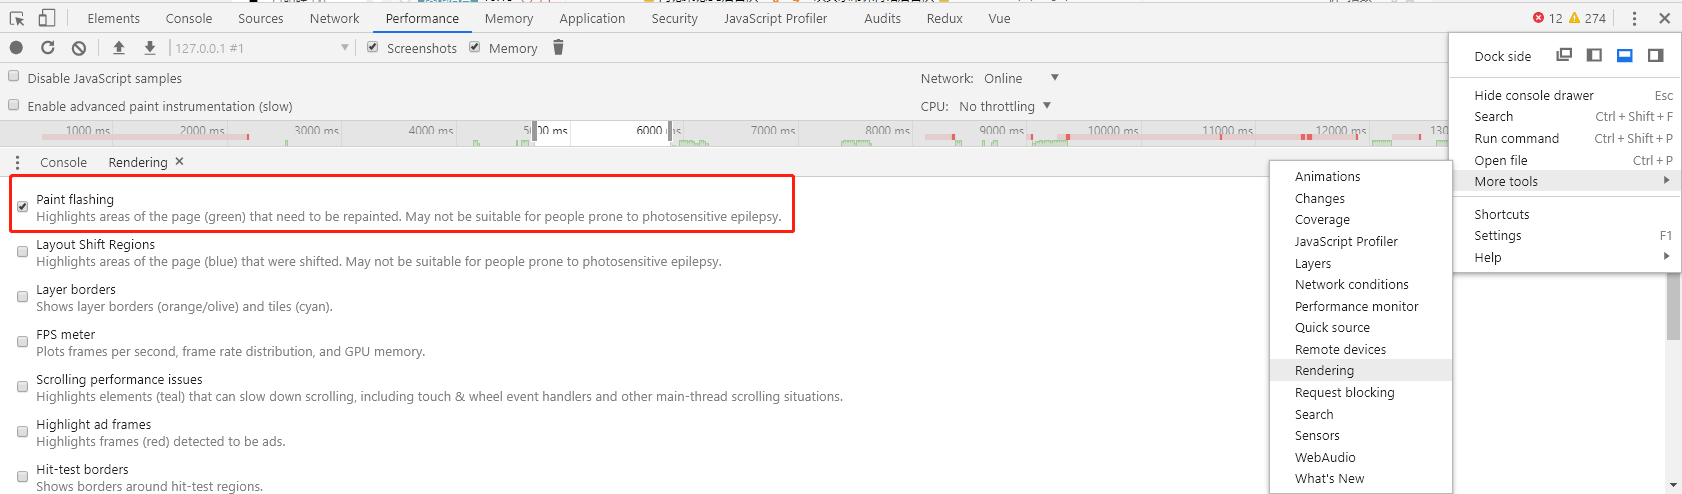 Elements Console Sources Network Performance Memory Application Security JavaScript Profiler Audits Redux Vue 12 274
127.0.0.1 #1 Screenshots Memory
Disable JavaScript samples Network: Online
Enable advanced paint instrumentation (slow) CPU: No throttling
1000 ms 2000 ms 3000 ms 4000 ms 6000 ms 7000 ms 8000 ms 9000 ms 10000 ms 11000 ms 12000 ms
Console Rendering
Paint flashing
Highlights areas of the page (green) that need to be repainted. May not be suitable for people prone to photosensitive epilepsy.
Layout Shift Regions
Highlights areas of the page (blue) that were shifted. May not be suitable for people prone to photosensitive epilepsy.
Layer borders
Shows layer borders (orange/olive) and tiles (cyan).
FPS meter
Plots frames per second, frame rate distribution, and GPU memory.
Scrolling performance issues
Highlights elements (teal) that can slow down scrolling, including touch & wheel event handlers and other main-thread scrolling situations.
Highlight ad frames
Highlights frames (red) detected to be ads.
Hit-test borders
Shows borders around hit-test regions.
Dock side
Hide console drawer Esc
Search Ctrl + Shift + F
Run command Ctrl + Shift + P
Open file Ctrl + P
More tools
Shortcuts
Settings F1
Help
Animations
Changes
Coverage
JavaScript Profiler
Layers
Network conditions
Performance monitor
Quick source
Remote devices
Rendering
Request blocking
Search
Sensors
WebAudio
What's New